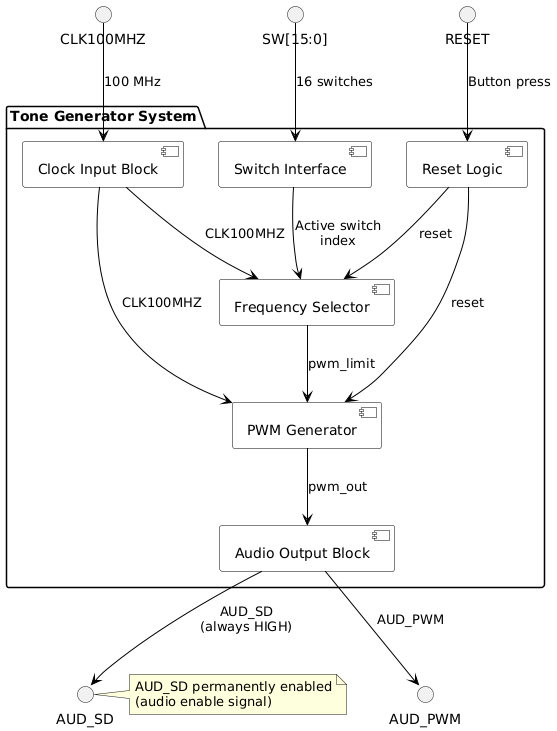 CLK100MHZ
SW[15:0]
RESET
100 MHz
16 switches
Button press
Tone Generator System
Clock Input Block
Switch Interface
Reset Logic
CLK100MHZ
Active switch
index
reset
Frequency Selector
CLK100MHZ
reset
pwm_limit
PWM Generator
pwm_out
Audio Output Block
AUD_SD
(always HIGH)
AUD_PWM
AUD_SD permanently enabled
(audio enable signal)
AUD_SD
AUD_PWM